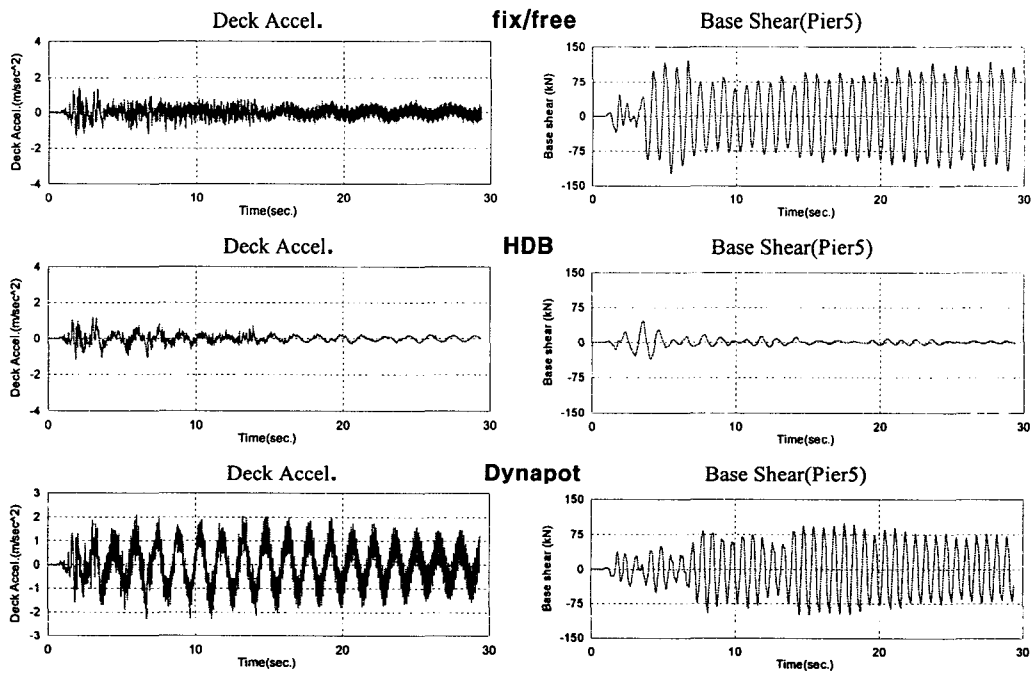 Deck Accel. fix/free Base Shear(Pier5)
4
2
0
-2
-4
Deck Accel.(m/sec^2)
0 10 20 30
Time(sec.)
150
75
0
-75
-150
Base shear (kN)
0 10 20 30
Time(sec.)
Deck Accel. HDB Base Shear(Pier5)
4
2
0
-2
-4
Deck Accel.(m/sec^2)
0 10 20 30
Time(sec.)
150
75
0
-75
-150
Base shear (kN)
0 10 20 30
Time(sec.)
Deck Accel. Dynapot Base Shear(Pier5)
3
2
1
0
-1
-2
-3
Deck Accel.(m/sec^2)
0 10 20 30
Time(sec.)
150
75
0
-75
-150
Base shear (kN)
0 10 20 30
Time(sec.)